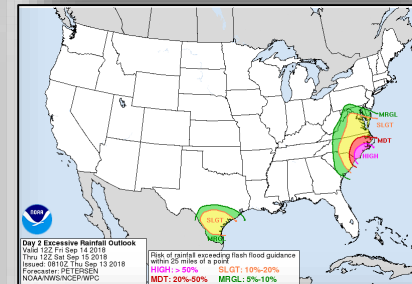 MRGL
SLGT
MDT
HIGH
SLGT
MRGL
NOAA
Day 2 Excessive Rainfall Outlook
Valid 12Z Fri Sep 14 2018
Thru 12Z Sat Sep 15 2018
Issued: 0810Z Thu Sep 13 2018
Forecaster: PETERSEN
NOAA/NWS/NCEP/WPC
Risk of rainfall exceeding flash flood guidance
within 25 miles of a point
HIGH: > 50% SLGT: 10%-20%
MDT: 20%-50% MRGL: 5%-10%